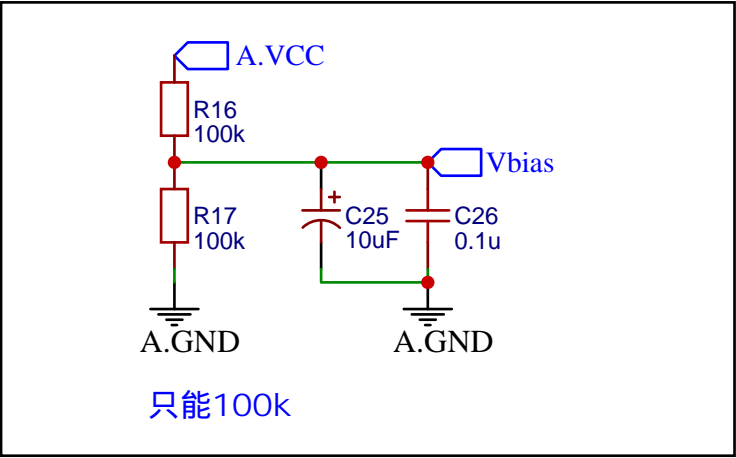 A.VCC
R16
100k
Vbias
R17
100k
+
C25
10uF
C26
0.1u
A.GND
A.GND
只能100k